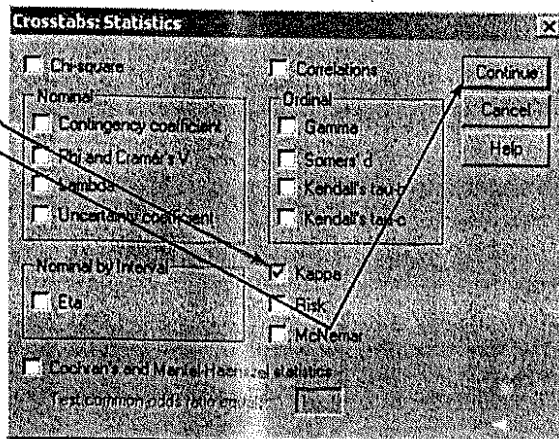 Crosstabs: Statistics
Chi-square
Correlations
Continue
Nominal
Ordinal
Cancel
Contingency coefficient
Gamma
Help
Phi and Cramér's V
Somers' d
Lambda
Kendall's tau-b
Uncertainty coefficient
Kendall's tau-c
Nominal by Interval
Kappa
Eta
Risk
McNemar
Cochran's and Mantel-Haenszel statistics
Test common odds ratio equals: